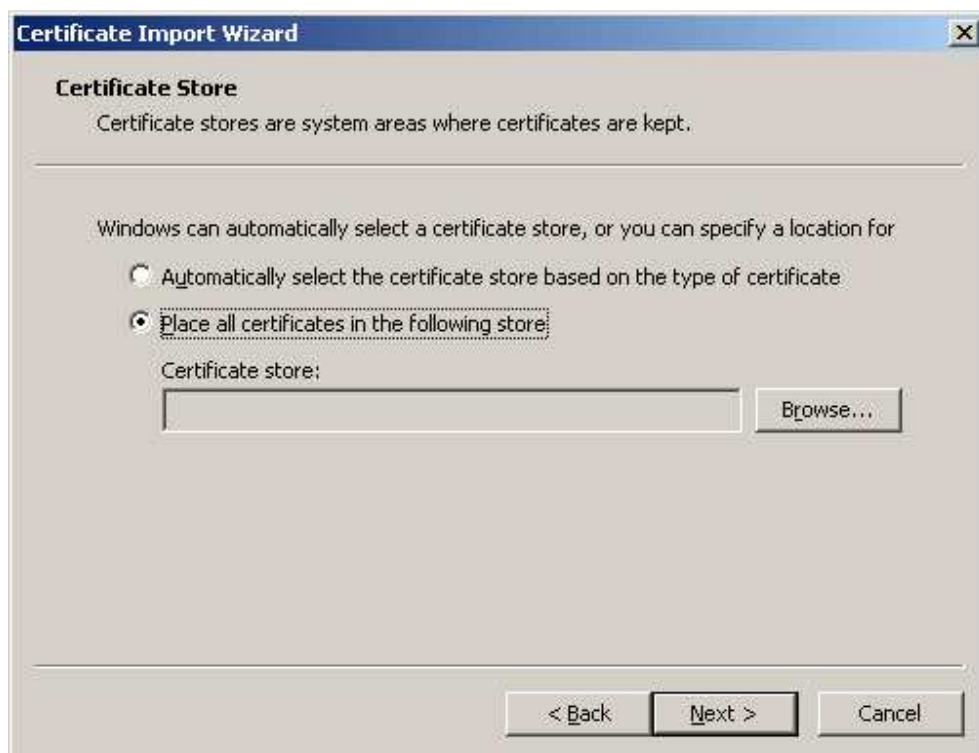 Certificate Import Wizard
Certificate Store
Certificate stores are system areas where certificates are kept.
Windows can automatically select a certificate store, or you can specify a location for
Automatically select the certificate store based on the type of certificate
Place all certificates in the following store
Certificate store:
Browse...
< Back Next > Cancel